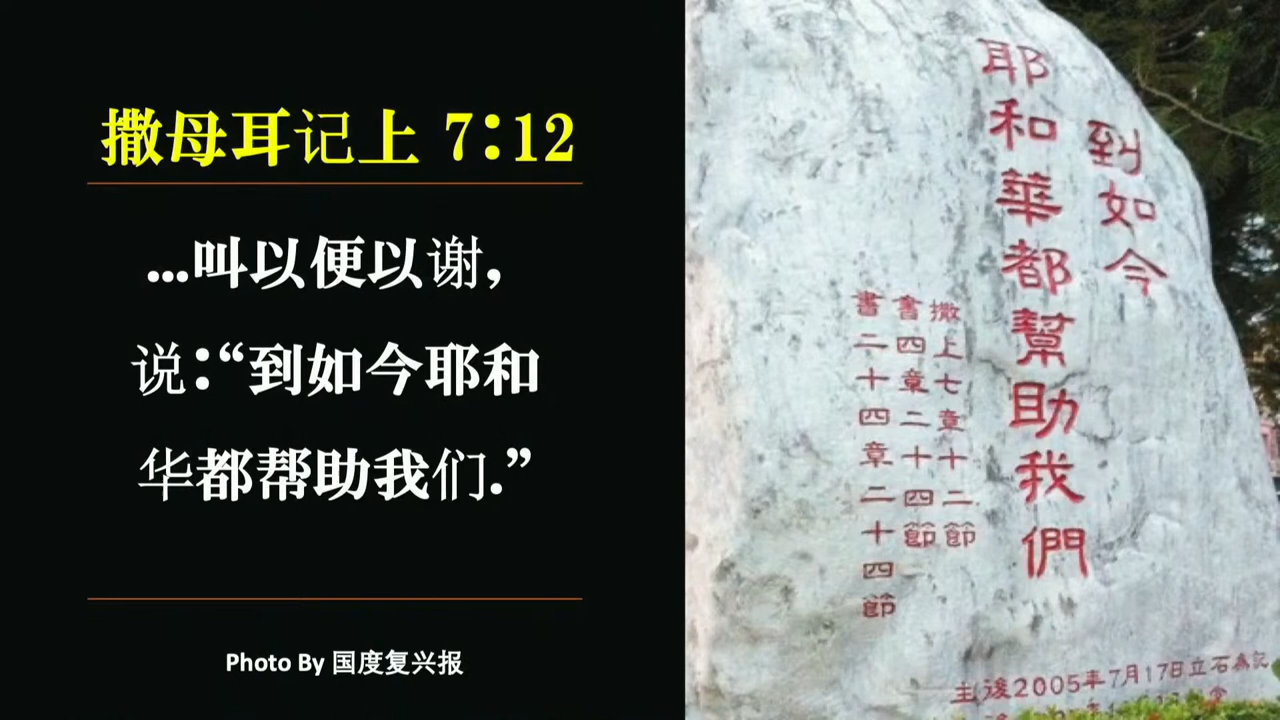 撒母耳记上 7:12
...叫以便以谢，
说：“到如今耶和
华都帮助我们.”
Photo By 国度复兴报
到如今
耶和華都幫助我們
撒上七章十二節
書四章二十四節
書二十四章二十四節
主後2005年7月17日立石為記